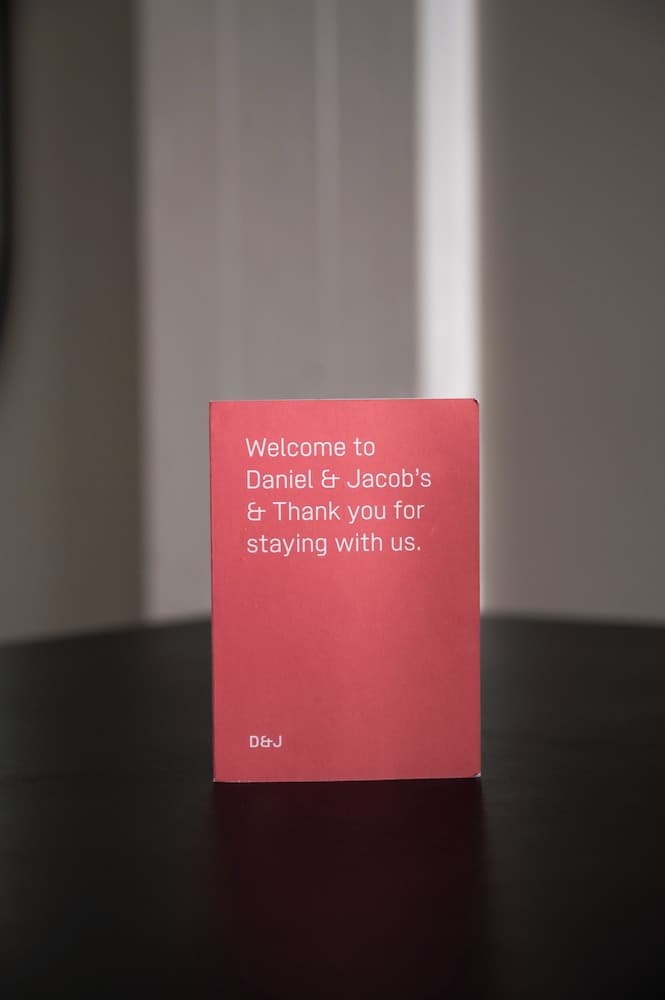 Welcome to
Daniel & Jacob's
& Thank you for
staying with us.
D&J